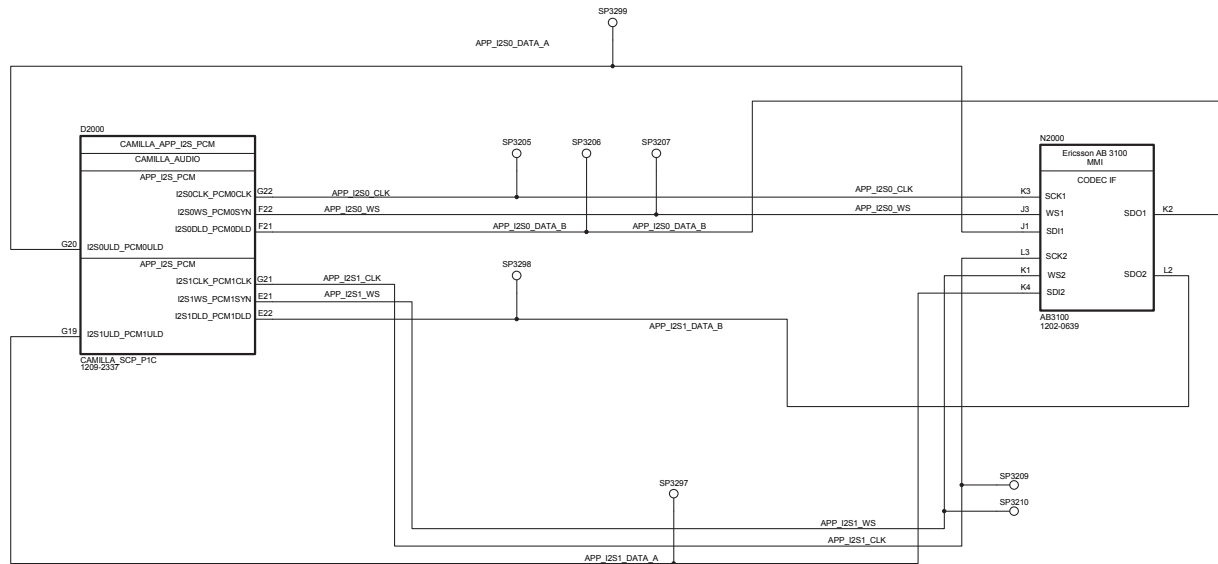 SP3299
APP_I2S0_DATA_A
D2000
CAMILLA_APP_I2S_PCM
CAMILLA_AUDIO
APP_I2S_PCM
I2S0CLK_PCM0CLK
G22
I2S0WS_PCM0SYN
F22
I2S0DLD_PCM0DLD
F21
G20
I2S0ULD_PCM0ULD
APP_I2S_PCM
I2S1CLK_PCM1CLK
G21
I2S1WS_PCM1SYN
E21
I2S1DLD_PCM1DLD
E22
G19
I2S1ULD_PCM1ULD
CAMILLA_SCP_P1C
1209-2337
SP3205
SP3206
SP3207
APP_I2S0_CLK
APP_I2S0_CLK
APP_I2S0_WS
APP_I2S0_WS
APP_I2S0_DATA_B
APP_I2S0_DATA_B
SP3298
APP_I2S1_CLK
APP_I2S1_WS
APP_I2S1_DATA_B
N2000
Ericsson AB 3100
MMI
CODEC IF
K3
SCK1
J3
WS1
SDO1
K2
J1
SDI1
L3
SCK2
K1
WS2
SDO2
L2
K4
SDI2
AB3100
1202-0639
SP3209
SP3210
SP3297
APP_I2S1_WS
APP_I2S1_CLK
APP_I2S1_DATA_A